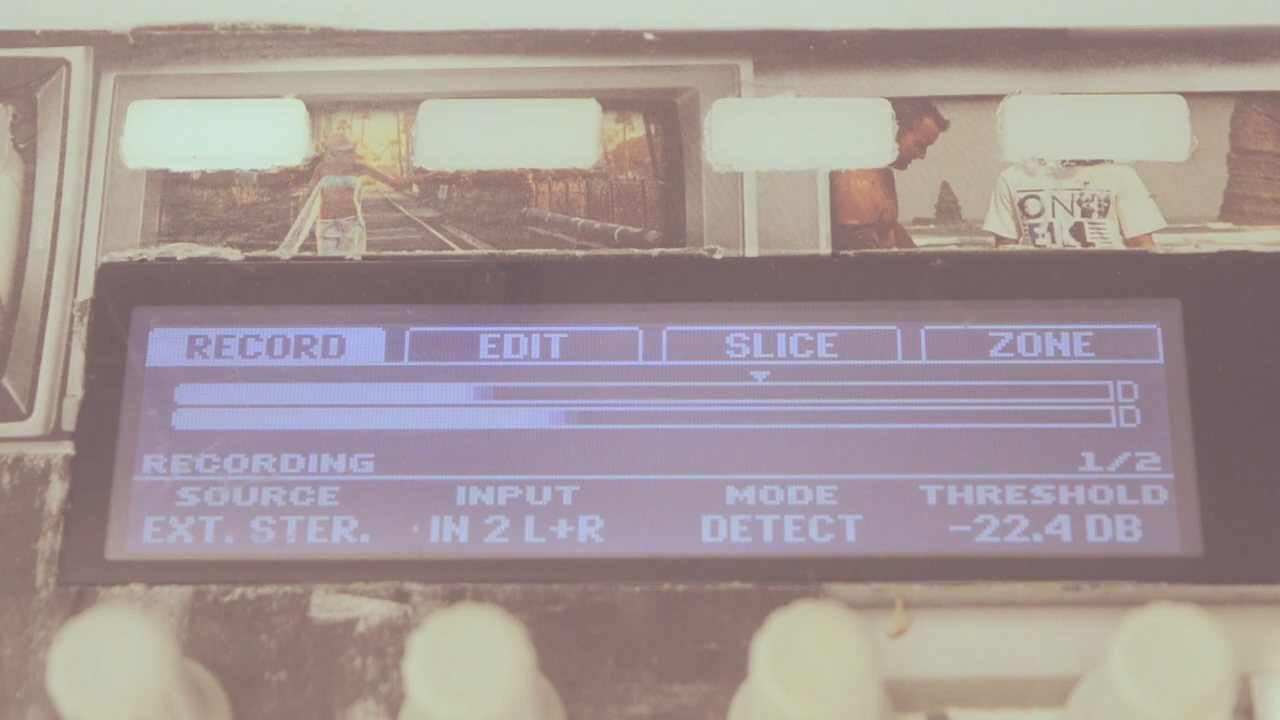 ON
RECORD EDIT SLICE ZONE
D
D
RECORDING 1/2
SOURCE INPUT MODE THRESHOLD
EXT. STER. IN 2 L+R DETECT -22.4 DB